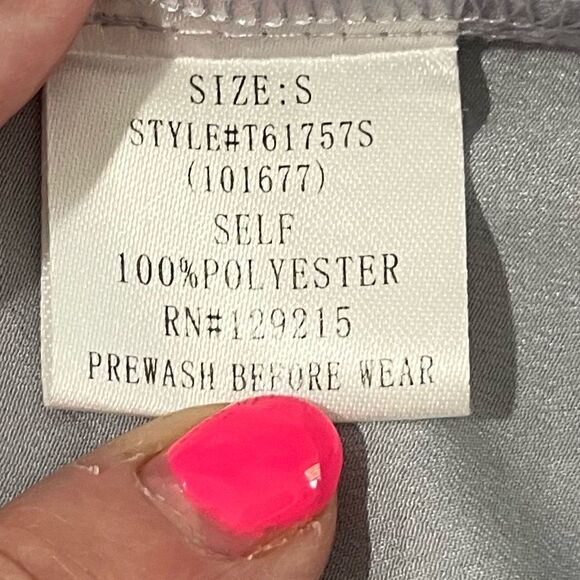 SIZE:S
STYLE#T61757S
(101677)
SELF
100%POLYESTER
RN#129215
PREWASH BEFORE WEAR